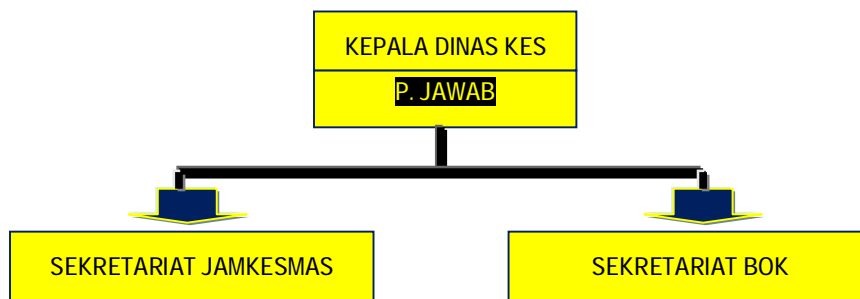 KEPALA DINAS KES
P. JAWAB
SEKRETARIAT JAMKESMAS
SEKRETARIAT BOK